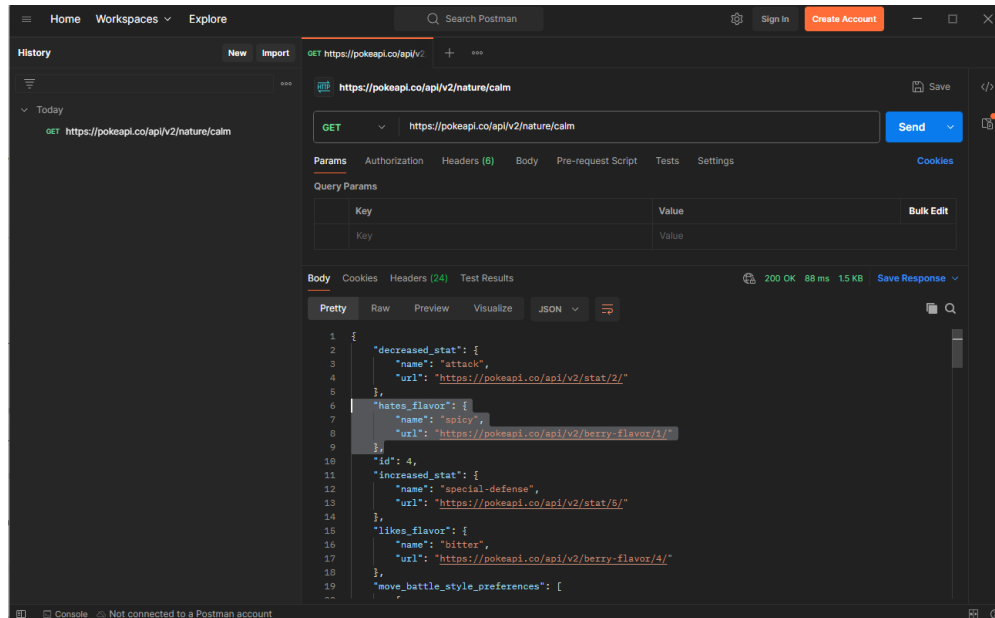 Home Workspaces Explore Search Postman Sign In Create Account
History New Import GET https://pokeapi.co/api/v2
HTTP https://pokeapi.co/api/v2/nature/calm Save
Today
GET https://pokeapi.co/api/v2/nature/calm
GET https://pokeapi.co/api/v2/nature/calm Send
Params Authorization Headers (6) Body Pre-request Script Tests Settings Cookies
Query Params
Key Value Bulk Edit
Key Value
Body Cookies Headers (24) Test Results 200 OK 88 ms 1.5 KB Save Response
Pretty Raw Preview Visualize JSON
1 {
2 "decreased_stat": {
3 "name": "attack",
4 "url": "https://pokeapi.co/api/v2/stat/2/"
5 },
6 "hates_flavor": {
7 "name": "spicy",
8 "url": "https://pokeapi.co/api/v2/berry-flavor/1/"
9 },
10 "id": 4,
11 "increased_stat": {
12 "name": "special-defense",
13 "url": "https://pokeapi.co/api/v2/stat/5/"
14 },
15 "likes_flavor": {
16 "name": "bitter",
17 "url": "https://pokeapi.co/api/v2/berry-flavor/4/"
18 },
19 "move_battle_style_preferences": [
Console Not connected to a Postman account